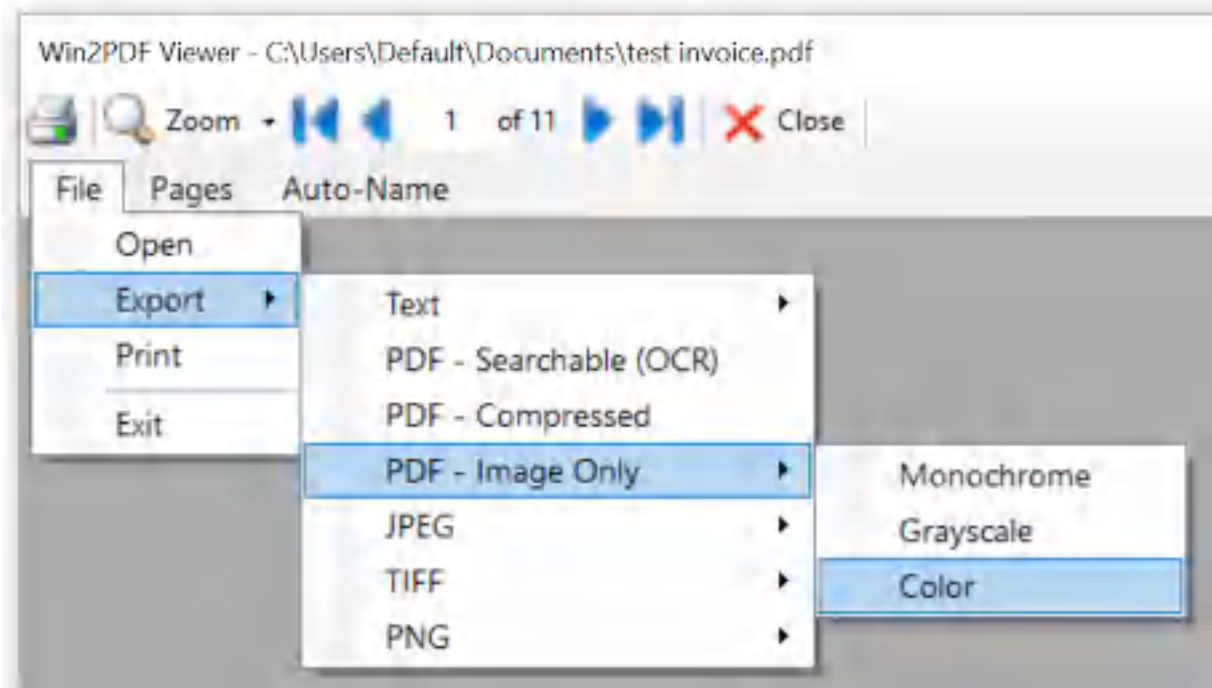 Win2PDF Viewer - C:\Users\Default\Documents\test invoice.pdf
Zoom 1 of 11 Close
File Pages Auto-Name
Open
Export
Print
Exit
Text
PDF - Searchable (OCR)
PDF - Compressed
PDF - Image Only
JPEG
TIFF
PNG
Monochrome
Grayscale
Color